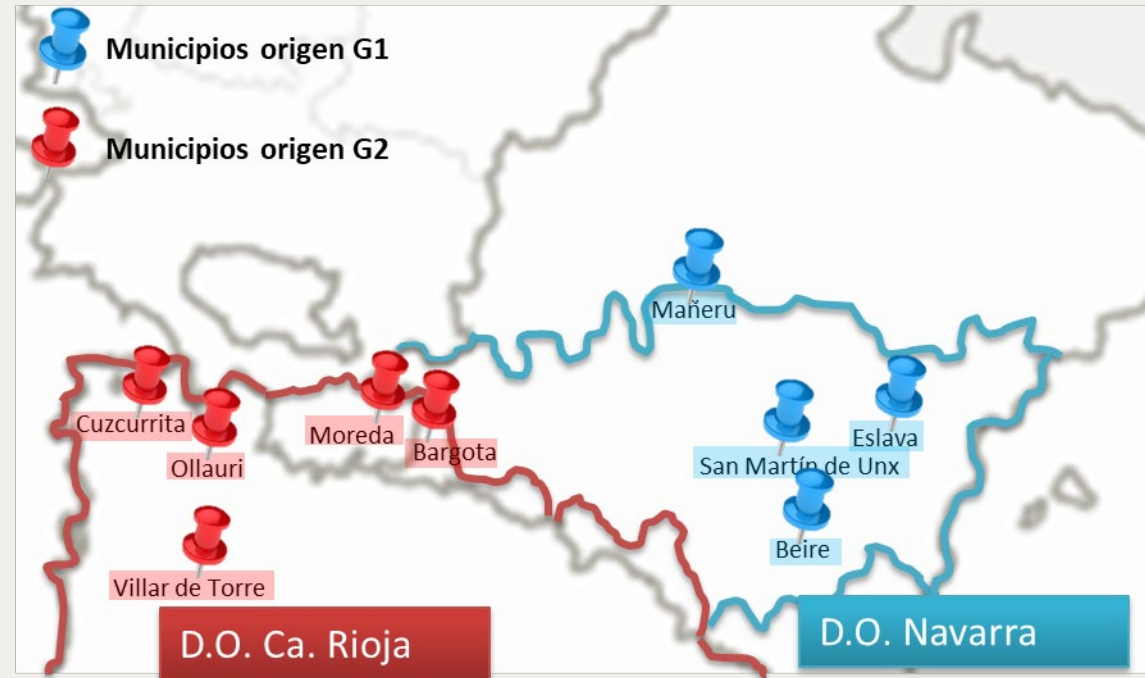 Municipios origen G1
Municipios origen G2
Mañeru
Cuzcurrita
Ollauri
Moreda
Bargota
Eslava
San Martín de Unx
Beire
Villar de Torre
D.O. Ca. Rioja
D.O. Navarra